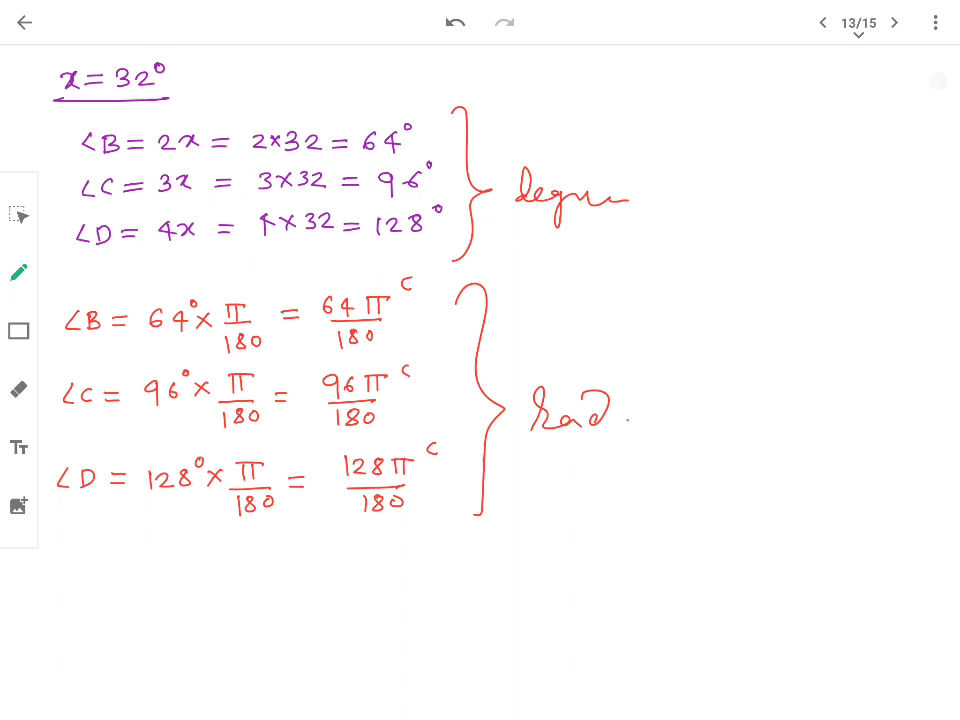 13/15
x = 32°
∠B = 2x = 2×32 = 64°
∠C = 3x = 3×32 = 96°
∠D = 4x = 4×32 = 128°
degree
∠B = 64° × π/180 = 64π/180 ᶜ
∠C = 96° × π/180 = 96π/180 ᶜ
∠D = 128° × π/180 = 128π/180 ᶜ
Rad.
Tт